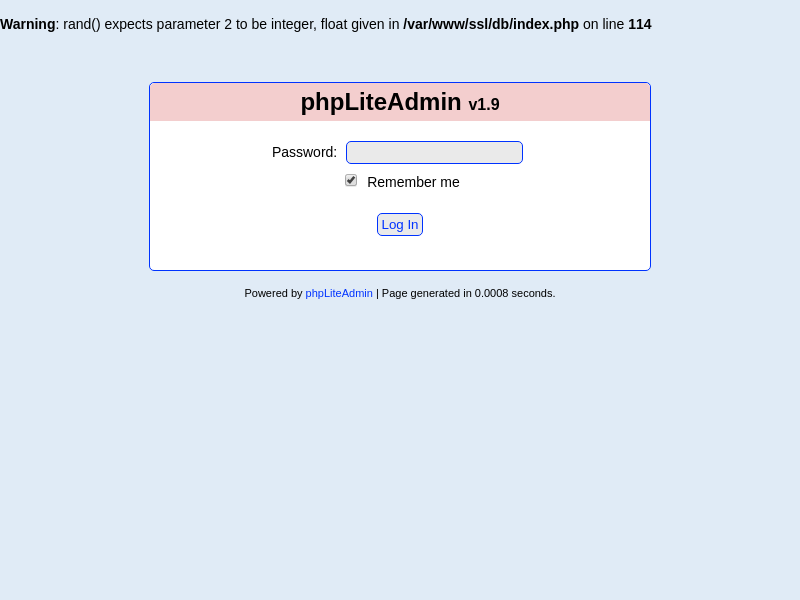 Warning: rand() expects parameter 2 to be integer, float given in /var/www/ssl/db/index.php on line 114
phpLiteAdmin v1.9
Password:
Remember me
Log In
Powered by phpLiteAdmin | Page generated in 0.0008 seconds.